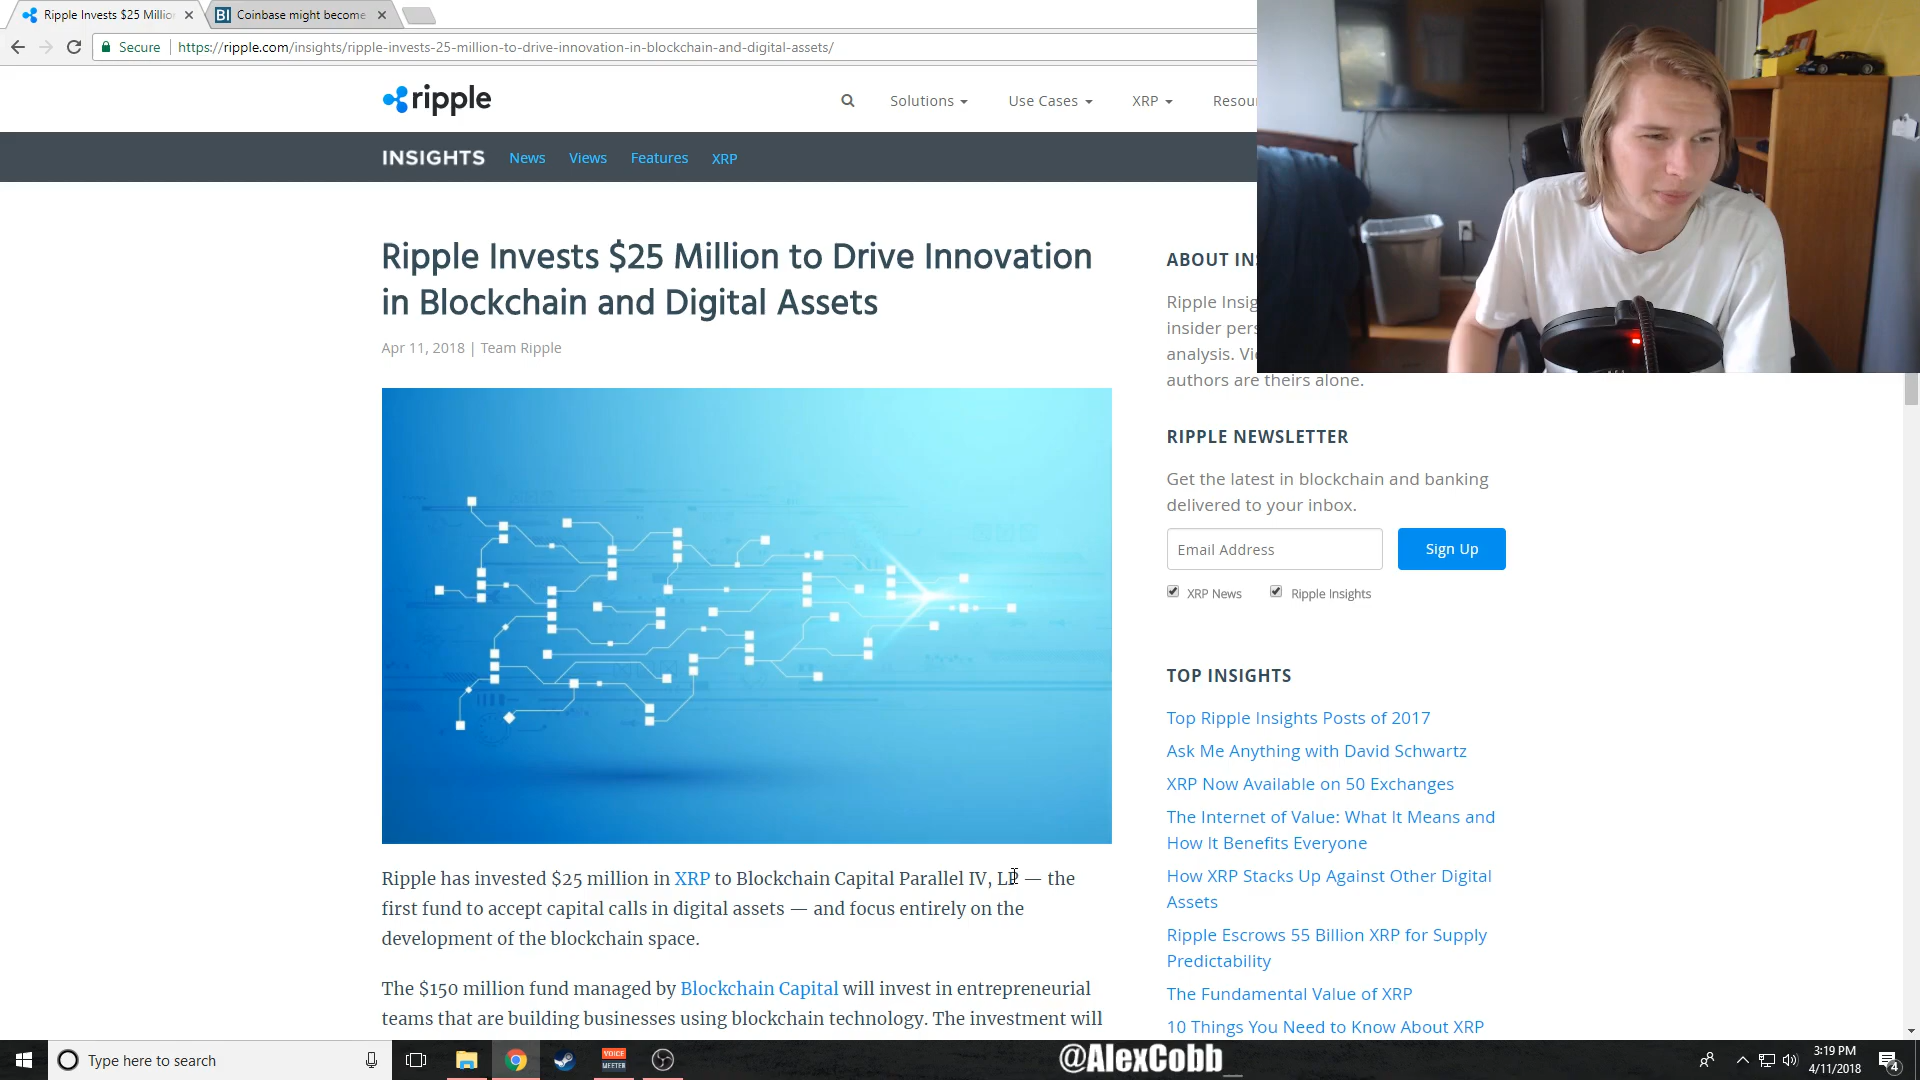 Ripple Invests $25 Millio
Coinbase might become
Secure
https://ripple.com/insights/ripple-invests-25-million-to-drive-innovation-in-blockchain-and-digital-assets/
ripple
Solutions
Use Cases
XRP
INSIGHTS
News
Views
Features
XRP
Ripple Invests $25 Million to Drive Innovation
in Blockchain and Digital Assets
Apr 11, 2018 | Team Ripple
Ripple has invested $25 million in XRP to Blockchain Capital Parallel IV, LP — the
first fund to accept capital calls in digital assets — and focus entirely on the
development of the blockchain space.
The $150 million fund managed by Blockchain Capital will invest in entrepreneurial
teams that are building businesses using blockchain technology. The investment will
ABOUT
analysis.
authors are theirs alone.
RIPPLE NEWSLETTER
Get the latest in blockchain and banking
delivered to your inbox.
Email Address
Sign Up
XRP News
Ripple Insights
TOP INSIGHTS
Top Ripple Insights Posts of 2017
Ask Me Anything with David Schwartz
XRP Now Available on 50 Exchanges
The Internet of Value: What It Means and
How It Benefits Everyone
How XRP Stacks Up Against Other Digital
Assets
Ripple Escrows 55 Billion XRP for Supply
Predictability
The Fundamental Value of XRP
10 Things You Need to Know About XRP
Type here to search
VOICE
MEETER
@AlexCobb_
3:19 PM
4/11/2018
4